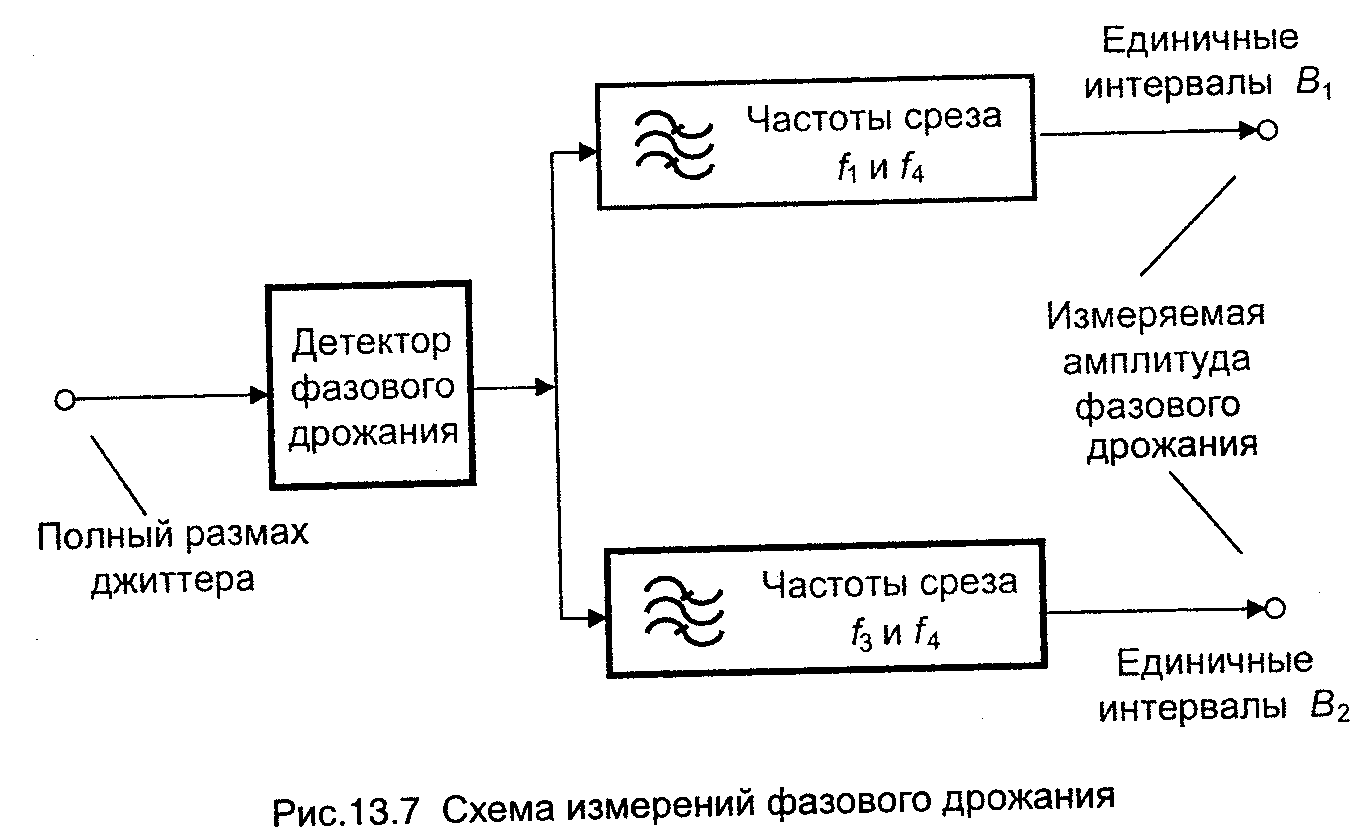 Единичные
интервалы B1
Частоты среза
f1 и f4
Детектор
фазового
дрожания
Измеряемая
амплитуда
фазового
дрожания
Полный размах
джиттера
Частоты среза
f3 и f4
Единичные
интервалы B2
Рис.13.7 Схема измерений фазового дрожания